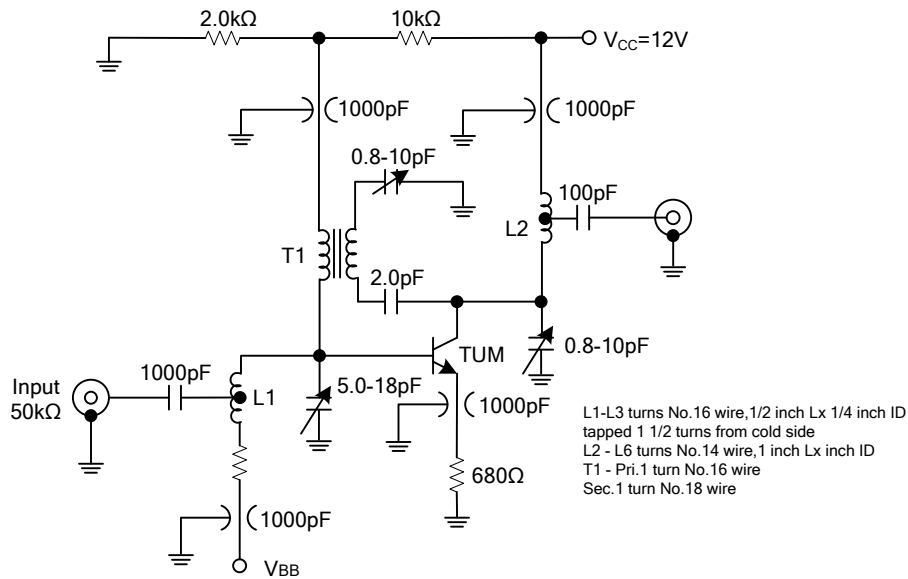 2.0kΩ
10kΩ
V_CC=12V
1000pF
1000pF
0.8-10pF
100pF
T1
L2
2.0pF
TUM
0.8-10pF
1000pF
Input
50kΩ
L1
5.0-18pF
1000pF
680Ω
1000pF
V_BB
L1-L3 turns No.16 wire,1/2 inch Lx 1/4 inch ID
tapped 1 1/2 turns from cold side
L2 - L6 turns No.14 wire,1 inch Lx inch ID
T1 - Pri.1 turn No.16 wire
Sec.1 turn No.18 wire